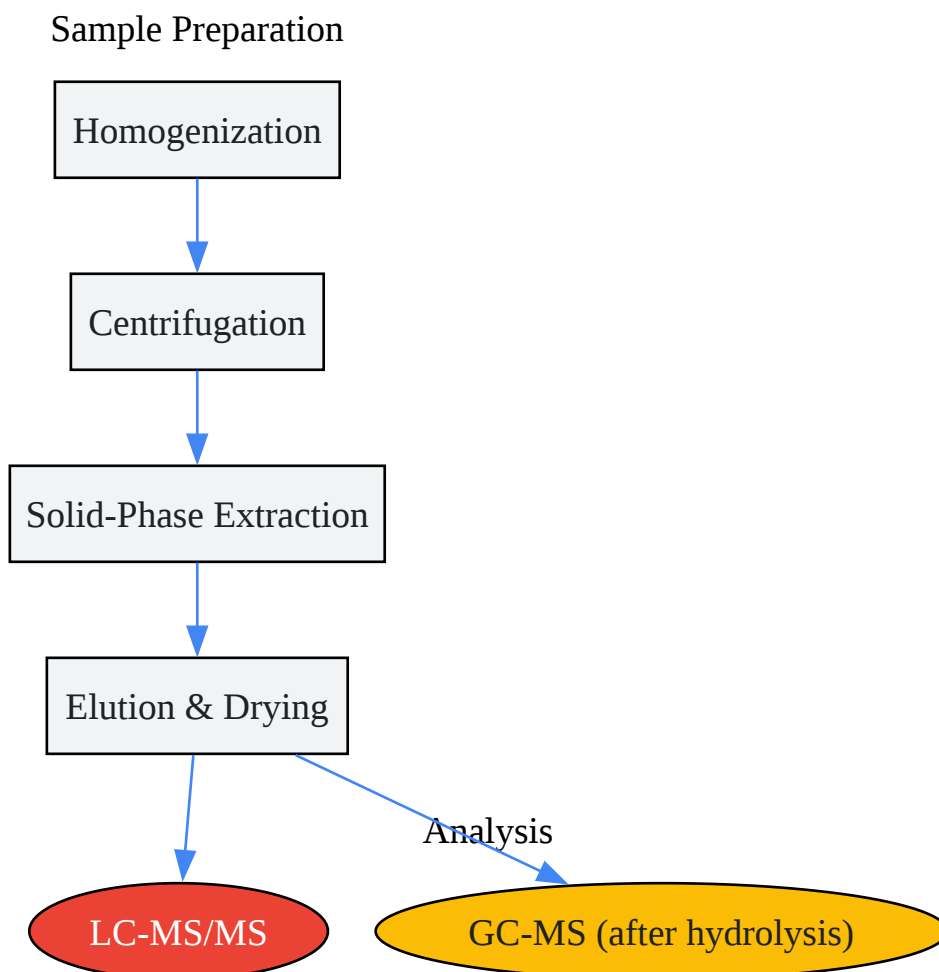 Sample Preparation
Homogenization
Centrifugation
Solid-Phase Extraction
Elution & Drying
Analysis
LC-MS/MS
GC-MS (after hydrolysis)